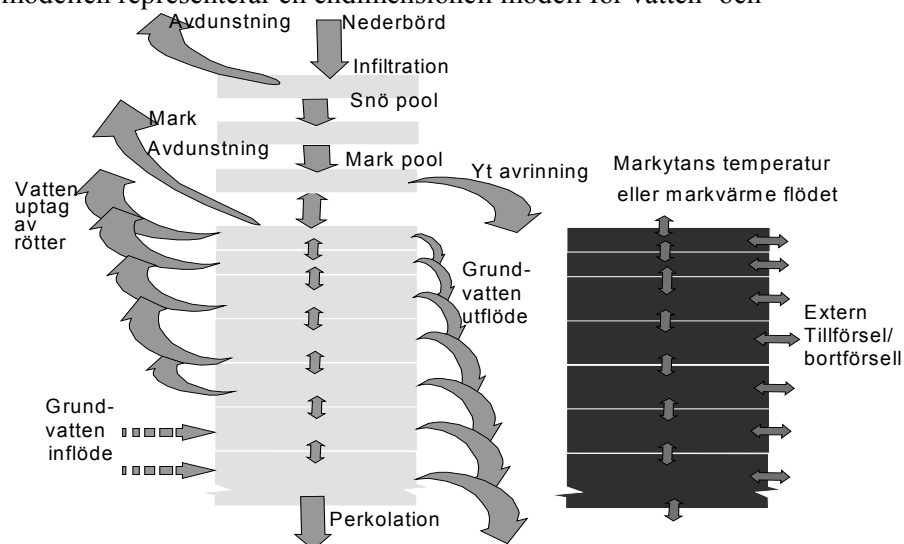 modellen representerar en endimensionell modell för vatten- och
Avdunstning
Nederbörd
Infiltration
Snö pool
Mark
Avdunstning
Mark pool
Yt avrinning
Vatten
uptag
av
rötter
Grund-
vatten
utflöde
Grund-
vatten
inflöde
Perkolation
Markytans temperatur
eller markvärme flödet
Extern
Tillförsel/
bortförsell